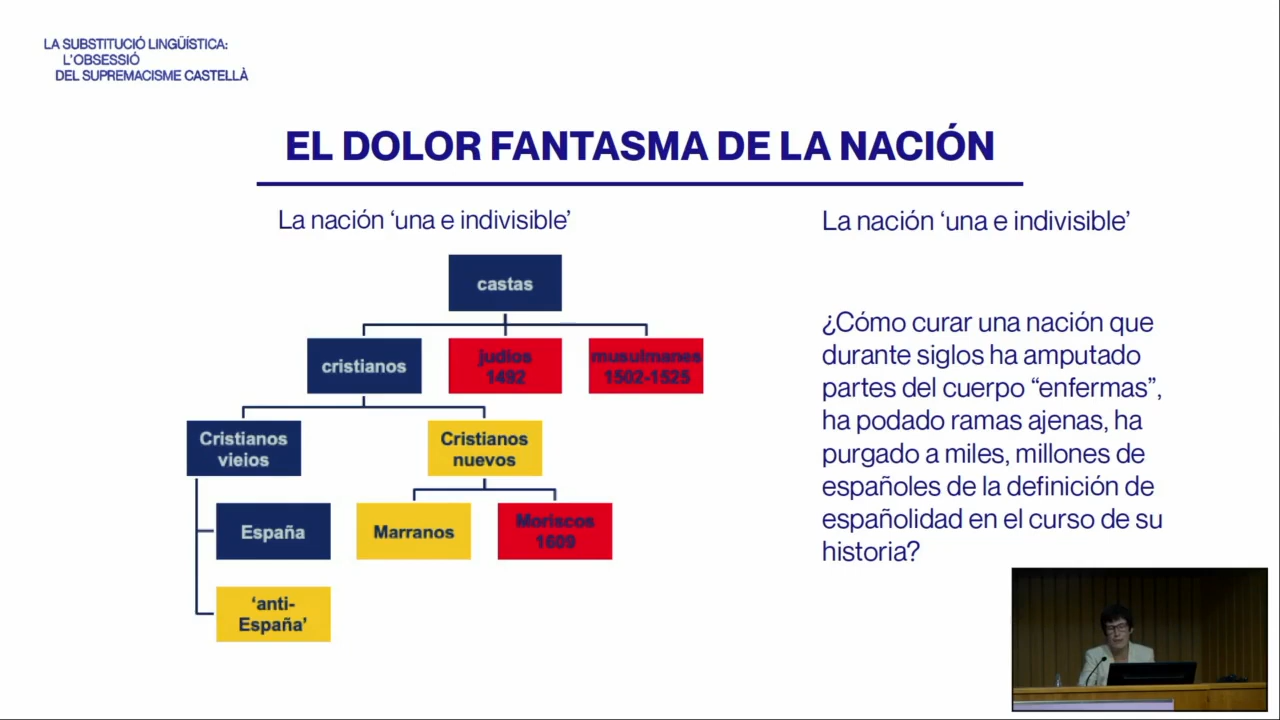 LA SUBSTITUCIÓ LINGÜÍSTICA:
L'OBSESSIÓ
DEL SUPREMACISME CASTELLÀ
EL DOLOR FANTASMA DE LA NACIÓN
La nación ‘una e indivisible’
castas
cristianos
judios
1492
musulmanes
1502-1525
Cristianos
viejos
Cristianos
nuevos
España
Marranos
Moriscos
1609
‘anti-
España’
La nación ‘una e indivisible’
¿Cómo curar una nación que
durante siglos ha amputado
partes del cuerpo “enfermas”,
ha podado ramas ajenas, ha
purgado a miles, millones de
españoles de la definición de
españolidad en el curso de su
historia?